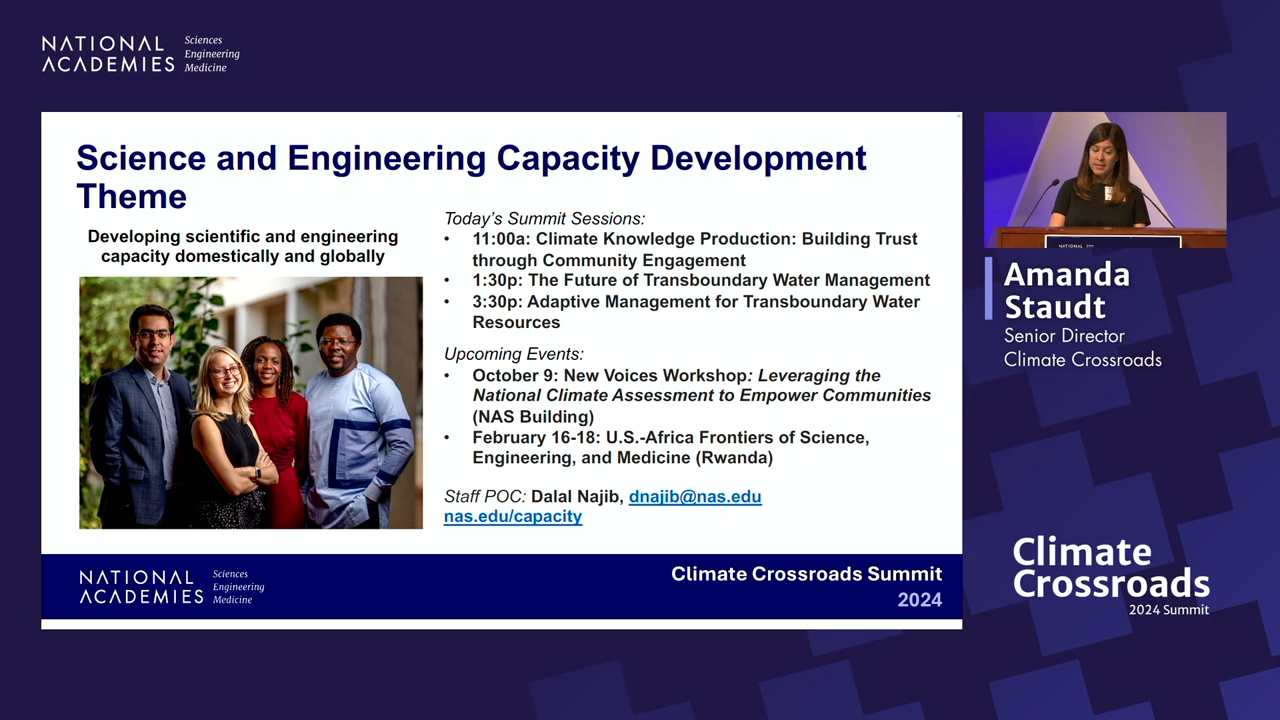 NATIONAL ACADEMIES
Sciences
Engineering
Medicine
Science and Engineering Capacity Development
Theme
Developing scientific and engineering
capacity domestically and globally
Today's Summit Sessions:
• 11:00a: Climate Knowledge Production: Building Trust
through Community Engagement
• 1:30p: The Future of Transboundary Water Management
• 3:30p: Adaptive Management for Transboundary Water
Resources
Upcoming Events:
• October 9: New Voices Workshop: Leveraging the
National Climate Assessment to Empower Communities
(NAS Building)
• February 16-18: U.S.-Africa Frontiers of Science,
Engineering, and Medicine (Rwanda)
Staff POC: Dalal Najib, dnajib@nas.edu
nas.edu/capacity
NATIONAL ACADEMIES
Sciences
Engineering
Medicine
Climate Crossroads Summit
2024
NATIONAL
Amanda
Staudt
Senior Director
Climate Crossroads
Climate
Crossroads
2024 Summit